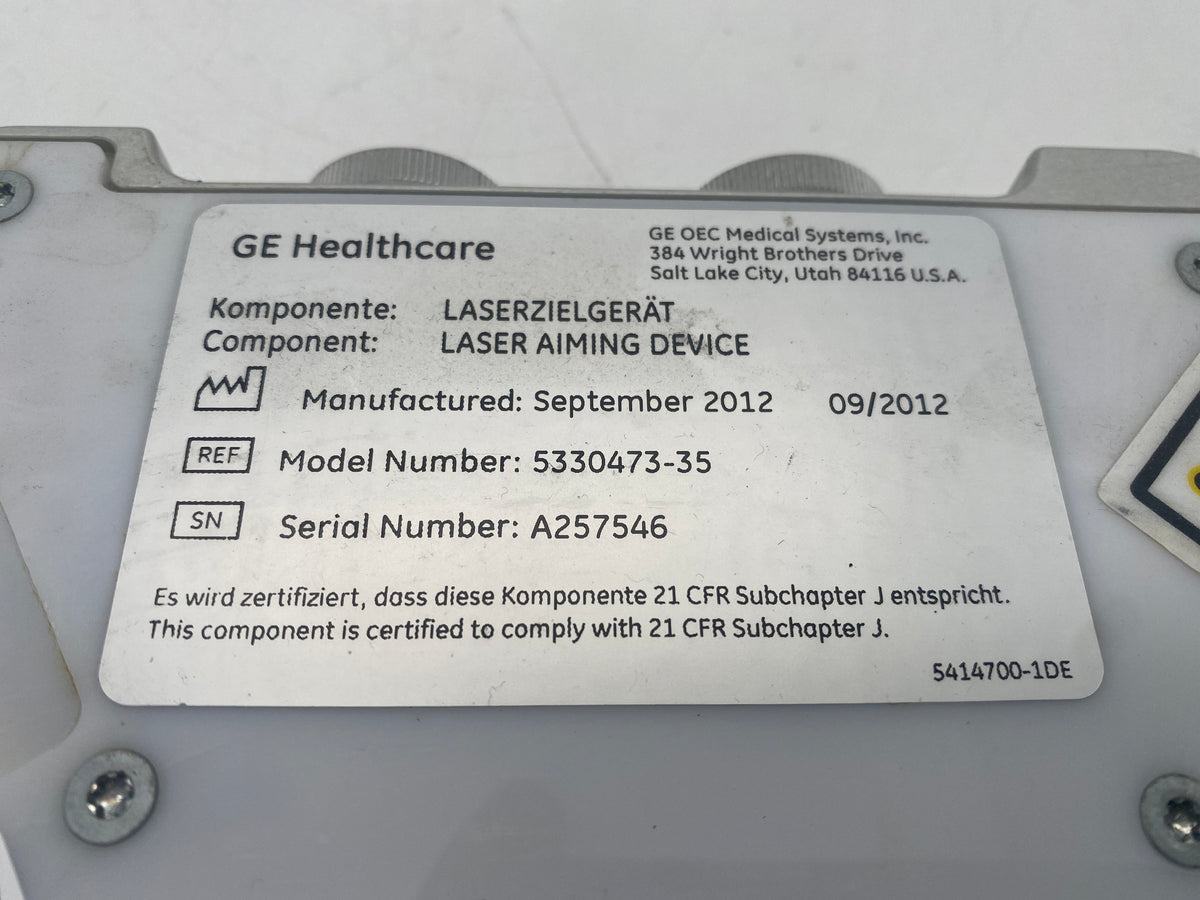 GE Healthcare
GE OEC Medical Systems, Inc.
384 Wright Brothers Drive
Salt Lake City, Utah 84116 U.S.A.
Komponente: LASERZIELGERÄT
Component: LASER AIMING DEVICE
Manufactured: September 2012 09/2012
REF Model Number: 5330473-35
SN Serial Number: A257546
Es wird zertifiziert, dass diese Komponente 21 CFR Subchapter J entspricht.
This component is certified to comply with 21 CFR Subchapter J.
5414700-1DE